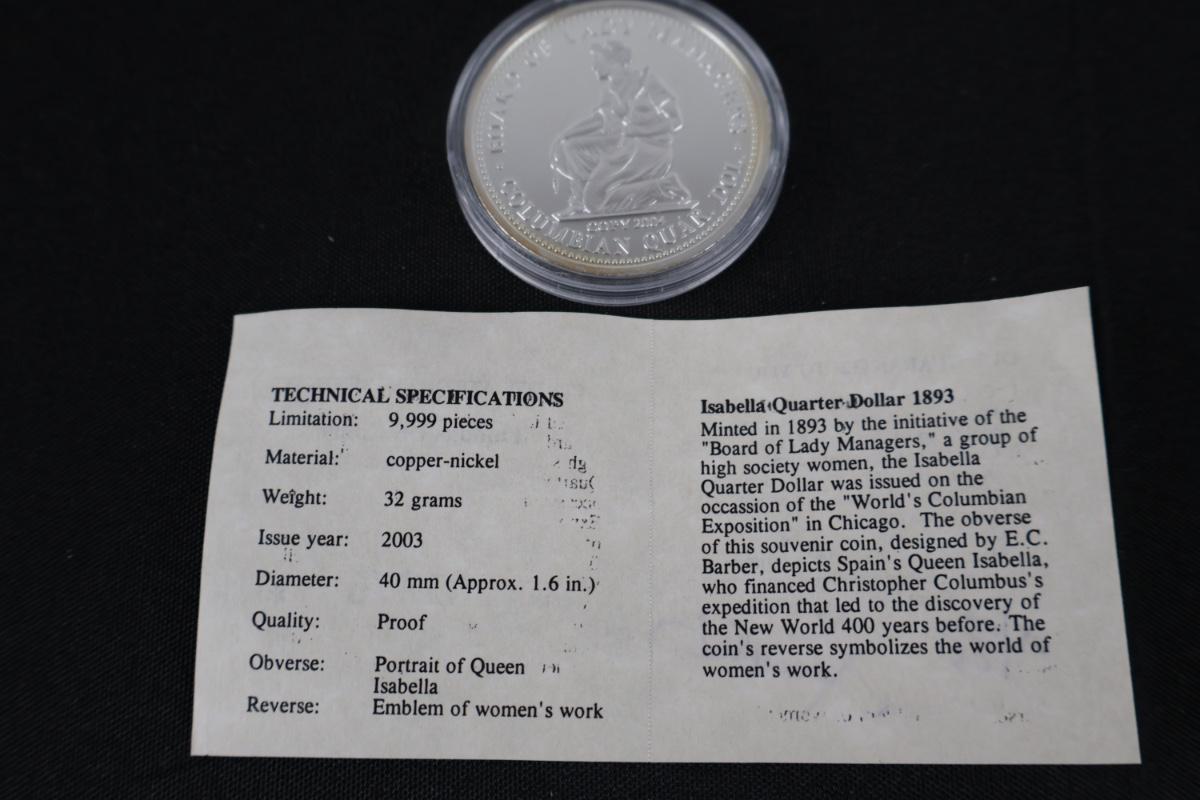 BOARD OF LADY MANAGERS
COLUMBIAN QUAR DOL
COPY
TECHNICAL SPECIFICATIONS
Limitation: 9,999 pieces
Material: copper-nickel
Weight: 32 grams
Issue year: 2003
Diameter: 40 mm (Approx. 1.6 in.)
Quality: Proof
Obverse: Portrait of Queen
Isabella
Reverse: Emblem of women's work
Isabella Quarter Dollar 1893
Minted in 1893 by the initiative of the
"Board of Lady Managers," a group of
high society women, the Isabella
Quarter Dollar was issued on the
occassion of the "World's Columbian
Exposition" in Chicago. The obverse
of this souvenir coin, designed by E.C.
Barber, depicts Spain's Queen Isabella,
who financed Christopher Columbus's
expedition that led to the discovery of
the New World 400 years before. The
coin's reverse symbolizes the world of
women's work.